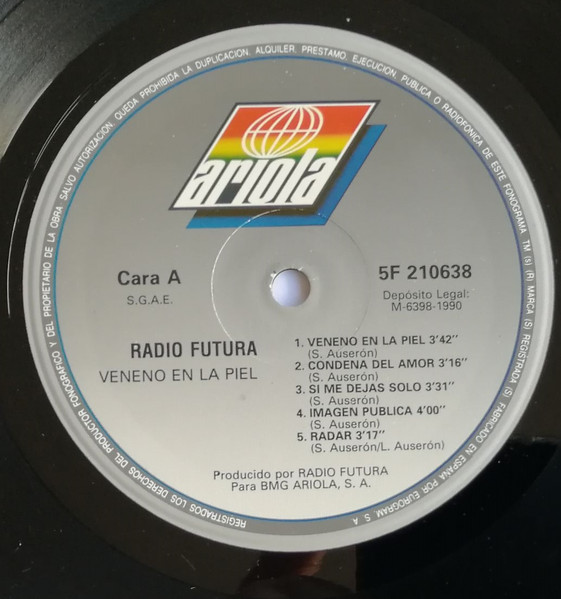 REGISTRADOS LOS DERECHOS DEL PRODUCTOR FONOGRAFICO Y DEL PROPIETARIO DE LA OBRA. SALVO AUTORIZACION, QUEDA PROHIBIDA LA DUPLICACION, ALQUILER, PRESTAMO, EJECUCION, PUBLICA O RADIOFONICA DE ESTE FONOGRAMA. TM (s) (R) MARCA (S) REGISTRADA (S) FABRICADO EN ESPAÑA POR EUROGRAM, S. A.
ariola
Cara A
S.G.A.E.
5F 210638
Depósito Legal:
M-6398-1990
RADIO FUTURA
VENENO EN LA PIEL
1. VENENO EN LA PIEL 3'42"
(S. Auserón)
2. CONDENA DEL AMOR 3'16"
(S. Auserón)
3. SI ME DEJAS SOLO 3'31"
(S. Auserón)
4. IMAGEN PUBLICA 4'00"
(S. Auserón)
5. RADAR 3'17"
(S. Auserón/L. Auserón)
Producido por RADIO FUTURA
Para BMG ARIOLA, S. A.